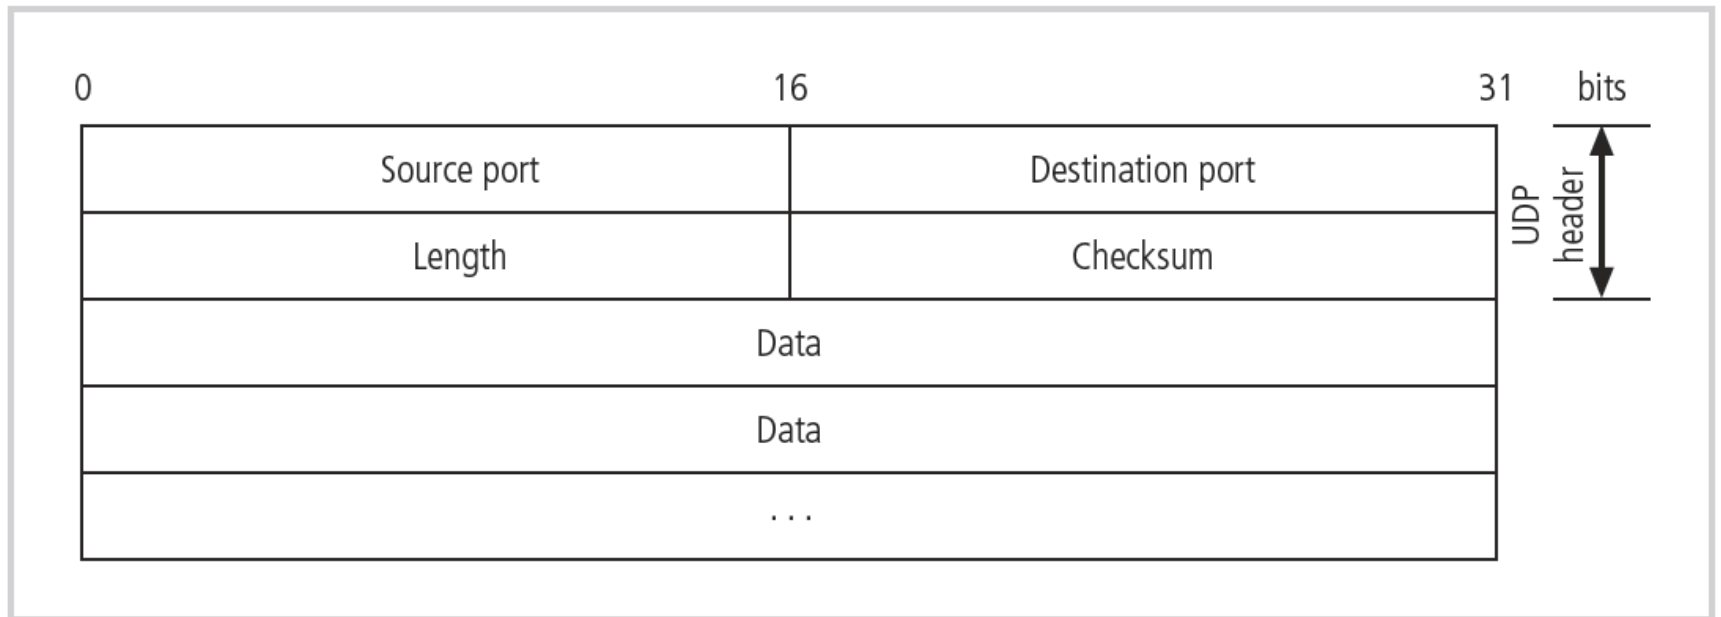 0 16 31 bits
Source port Destination port
Length Checksum
UDP
header
Data
Data
. . .